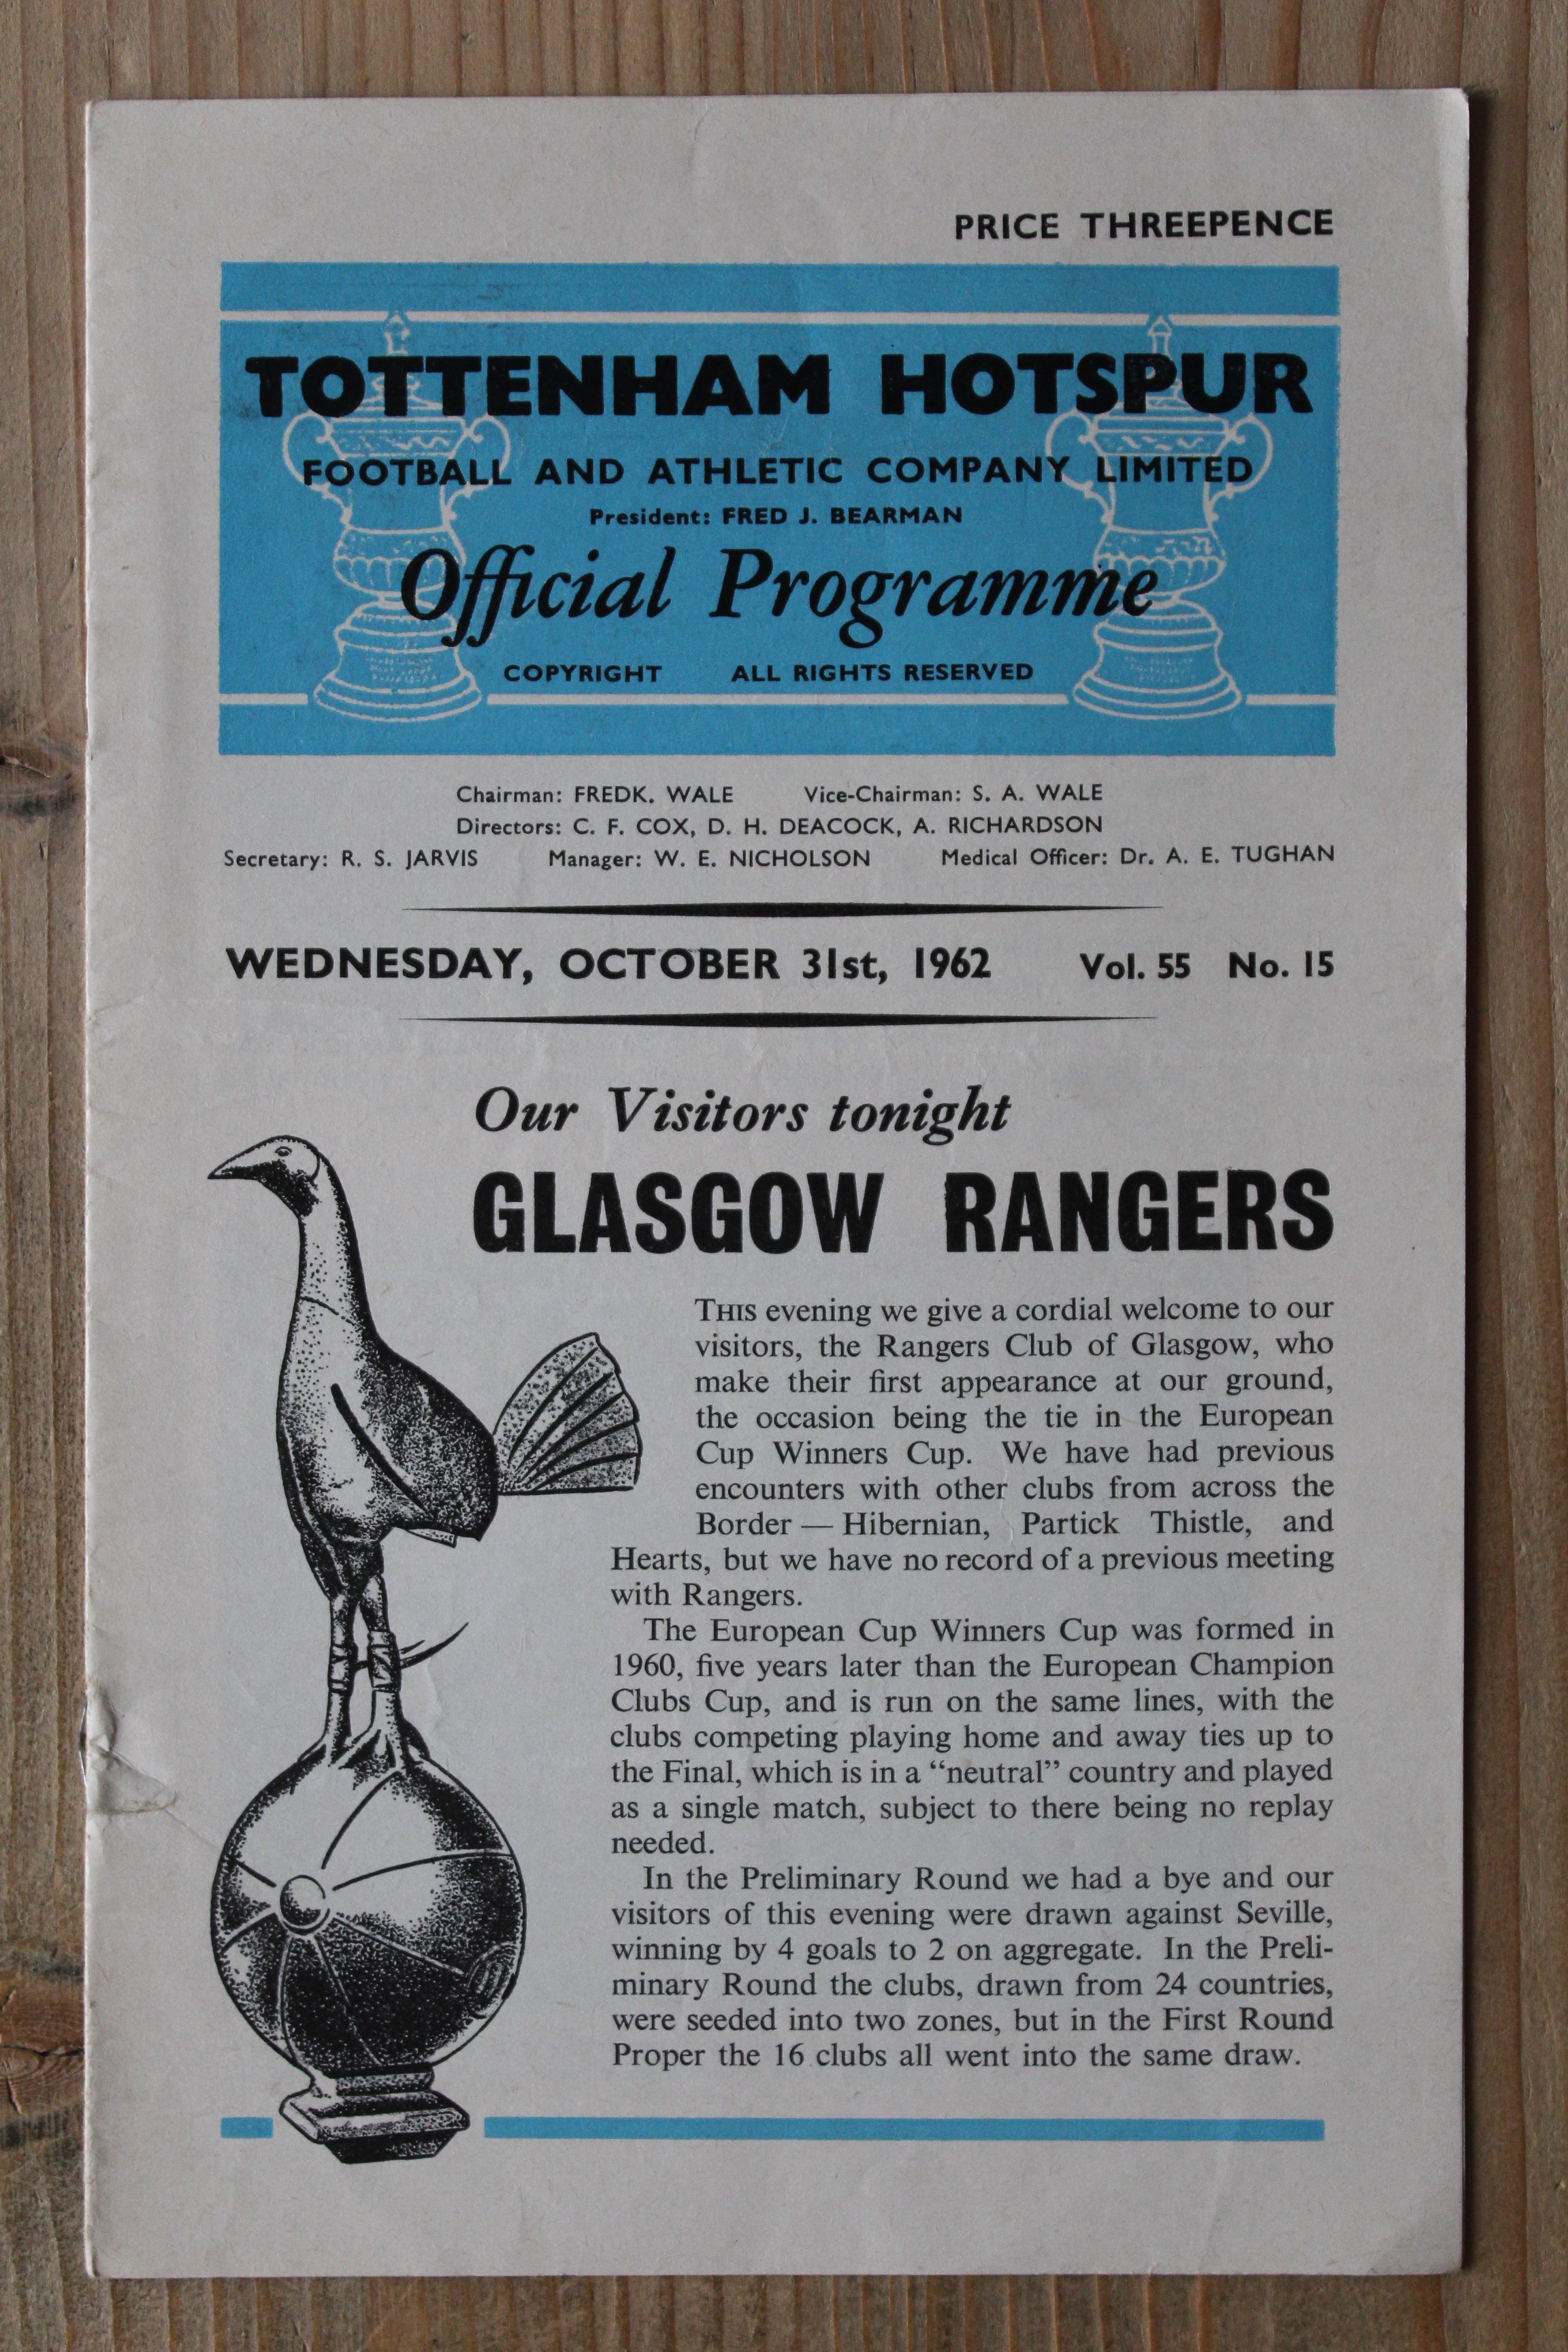 PRICE THREEPENCE
TOTTENHAM HOTSPUR
FOOTBALL AND ATHLETIC COMPANY LIMITED
President: FRED J. BEARMAN
Official Programme
COPYRIGHT ALL RIGHTS RESERVED
Chairman: FREDK. WALE Vice-Chairman: S. A. WALE
Directors: C. F. COX, D. H. DEACOCK, A. RICHARDSON
Secretary: R. S. JARVIS Manager: W. E. NICHOLSON Medical Officer: Dr. A. E. TUGHAN
WEDNESDAY, OCTOBER 31st, 1962 Vol. 55 No. 15
Our Visitors tonight
GLASGOW RANGERS
THIS evening we give a cordial welcome to our
visitors, the Rangers Club of Glasgow, who
make their first appearance at our ground,
the occasion being the tie in the European
Cup Winners Cup. We have had previous
encounters with other clubs from across the
Border — Hibernian, Partick Thistle, and
Hearts, but we have no record of a previous meeting
with Rangers.
The European Cup Winners Cup was formed in
1960, five years later than the European Champion
Clubs Cup, and is run on the same lines, with the
clubs competing playing home and away ties up to
the Final, which is in a “neutral” country and played
as a single match, subject to there being no replay
needed.
In the Preliminary Round we had a bye and our
visitors of this evening were drawn against Seville,
winning by 4 goals to 2 on aggregate. In the Preli-
minary Round the clubs, drawn from 24 countries,
were seeded into two zones, but in the First Round
Proper the 16 clubs all went into the same draw.